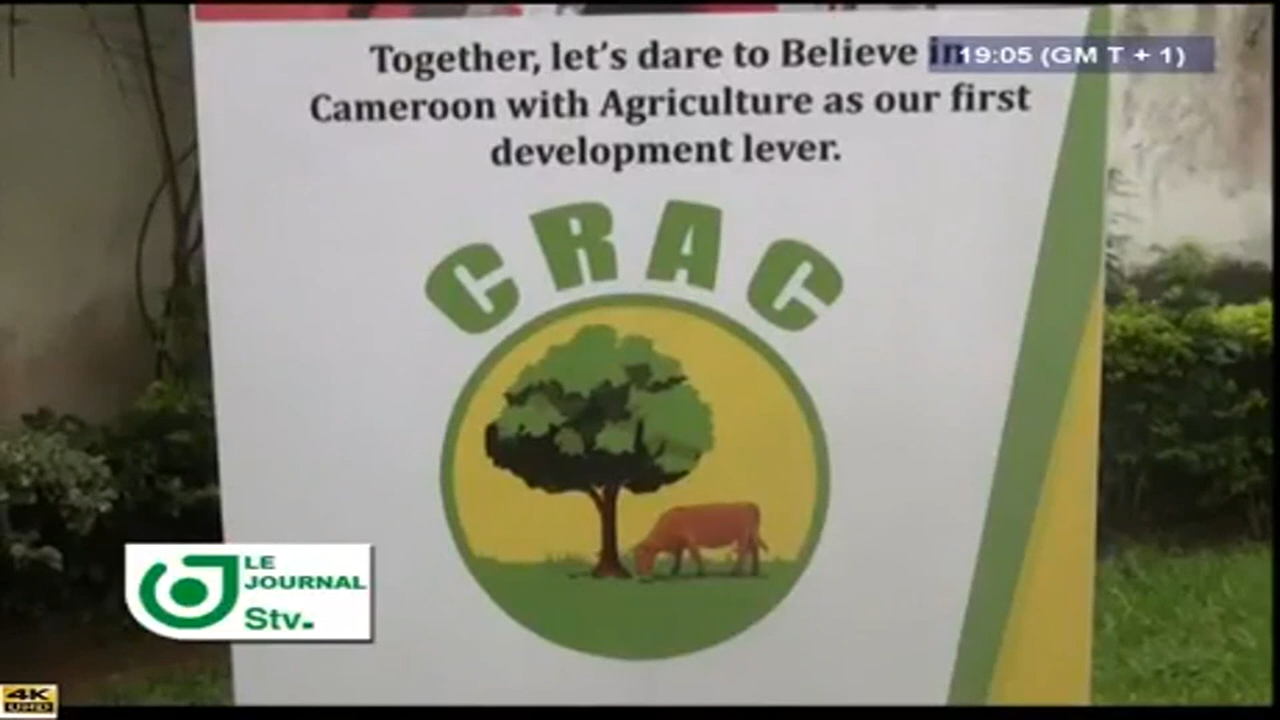 Together, let's dare to Believe in
19:05 (GM T + 1)
Cameroon with Agriculture as our first
development lever.
CRAC
LE
JOURNAL
Stv.
4K
UHD